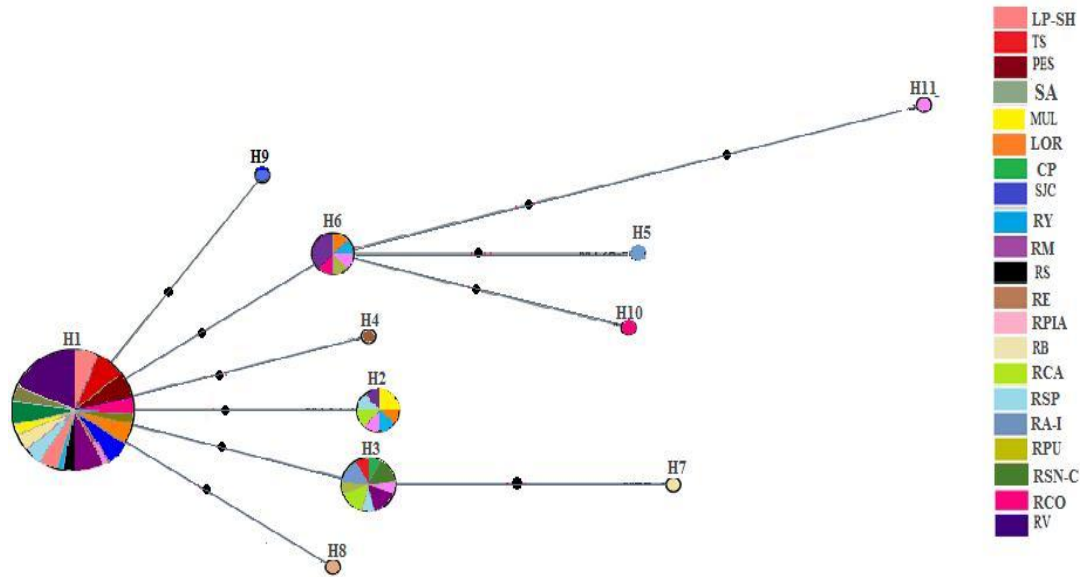 H11
H9
H6
H5
H10
H1
H4
H2
H3
H7
H8
LP-SH
TS
PES
SA
MUL
LOR
CP
SJC
RY
RM
RS
RE
RPIA
RB
RCA
RSP
RA-I
RPU
RSN-C
RCO
RV